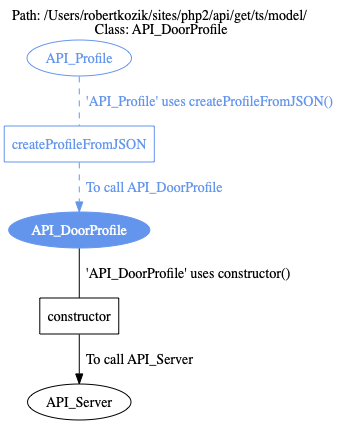 Path: /Users/robertkozik/sites/php2/api/get/ts/model/
Class: API_DoorProfile
API_Profile
'API_Profile' uses createProfileFromJSON()
createProfileFromJSON
To call API_DoorProfile
API_DoorProfile
'API_DoorProfile' uses constructor()
constructor
To call API_Server
API_Server